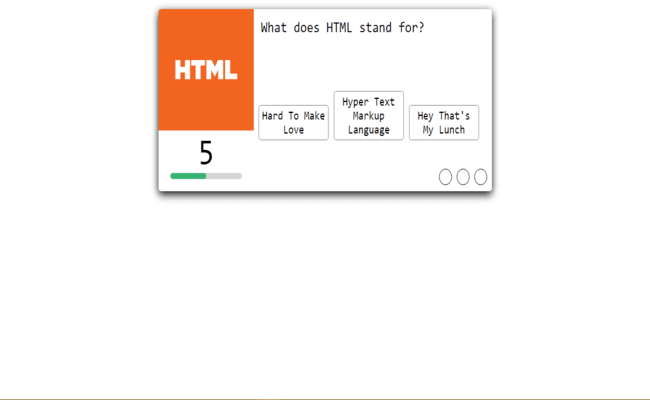 What does HTML stand for?
HTML
Hard To Make
Love
Hyper Text
Markup
Language
Hey That's
My Lunch
5